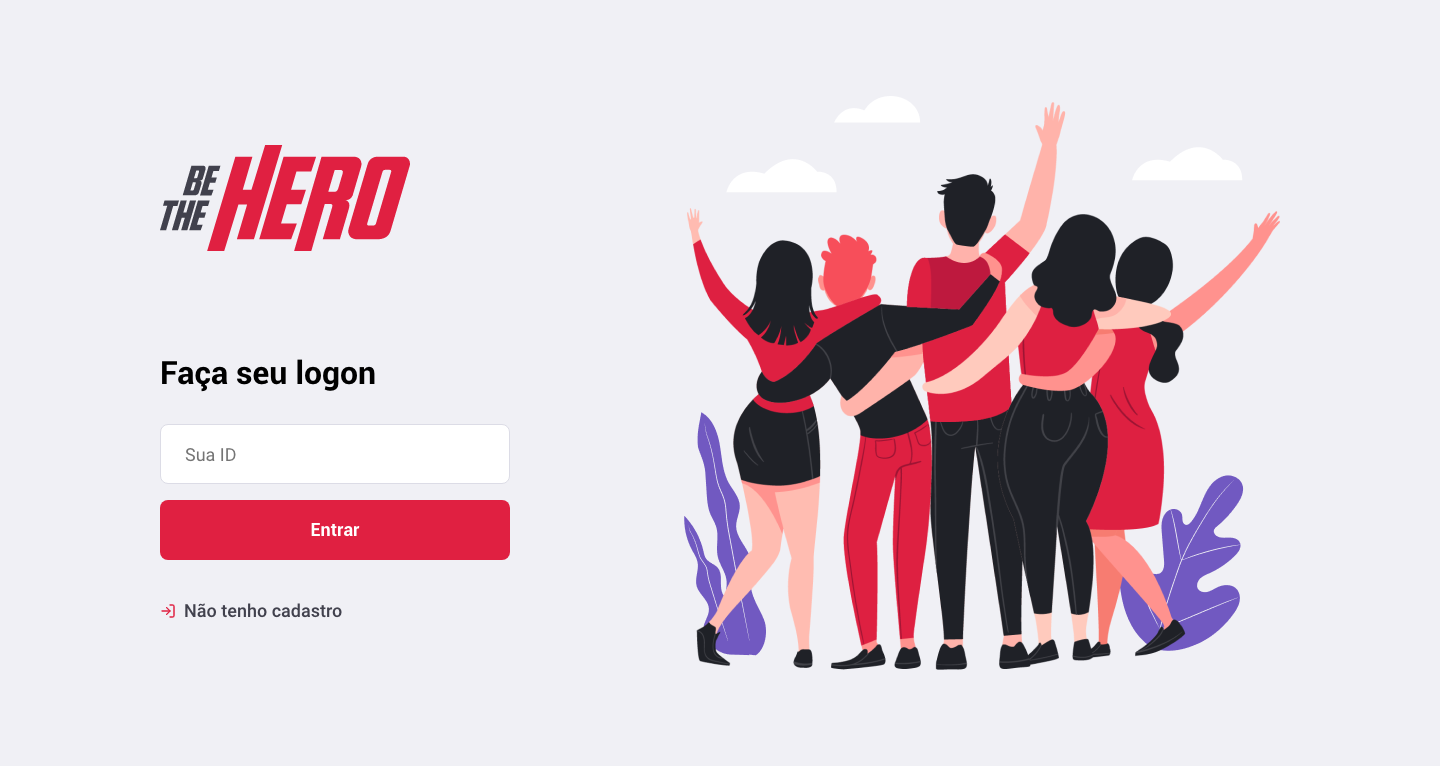 BE
THE
HERO
Faça seu logon
Sua ID
Entrar
Não tenho cadastro